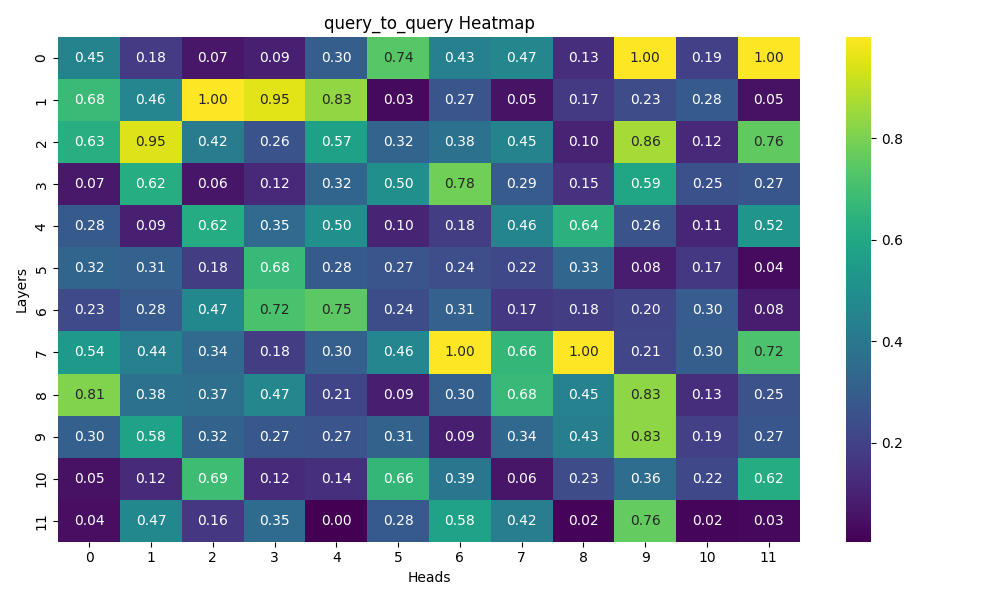 query_to_query Heatmap
0 0.45 0.18 0.07 0.09 0.30 0.74 0.43 0.47 0.13 1.00 0.19 1.00
1 0.68 0.46 1.00 0.95 0.83 0.03 0.27 0.05 0.17 0.23 0.28 0.05
2 0.63 0.95 0.42 0.26 0.57 0.32 0.38 0.45 0.10 0.86 0.12 0.76
3 0.07 0.62 0.06 0.12 0.32 0.50 0.78 0.29 0.15 0.59 0.25 0.27
4 0.28 0.09 0.62 0.35 0.50 0.10 0.18 0.46 0.64 0.26 0.11 0.52
5 0.32 0.31 0.18 0.68 0.28 0.27 0.24 0.22 0.33 0.08 0.17 0.04
6 0.23 0.28 0.47 0.72 0.75 0.24 0.31 0.17 0.18 0.20 0.30 0.08
7 0.54 0.44 0.34 0.18 0.30 0.46 1.00 0.66 1.00 0.21 0.30 0.72
8 0.81 0.38 0.37 0.47 0.21 0.09 0.30 0.68 0.45 0.83 0.13 0.25
9 0.30 0.58 0.32 0.27 0.27 0.31 0.09 0.34 0.43 0.83 0.19 0.27
10 0.05 0.12 0.69 0.12 0.14 0.66 0.39 0.06 0.23 0.36 0.22 0.62
11 0.04 0.47 0.16 0.35 0.00 0.28 0.58 0.42 0.02 0.76 0.02 0.03
0 1 2 3 4 5 6 7 8 9 10 11
Heads
Layers
0.8
0.6
0.4
0.2